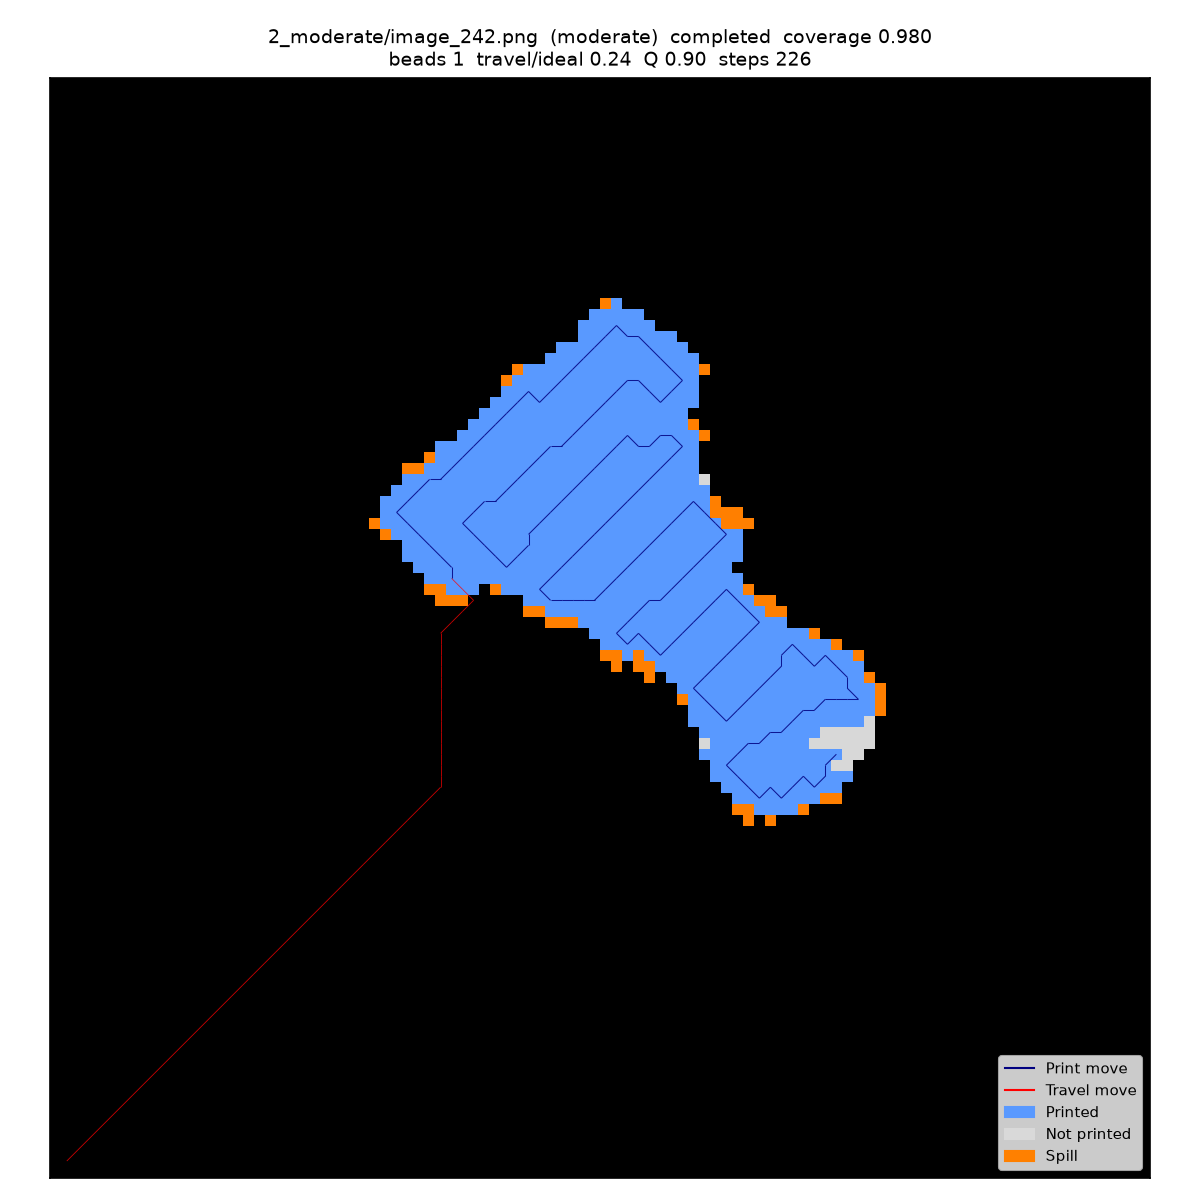 2_moderate/image_242.png  (moderate)  completed  coverage 0.980
beads 1  travel/ideal 0.24  Q 0.90  steps 226
Print move
Travel move
Printed
Not printed
Spill